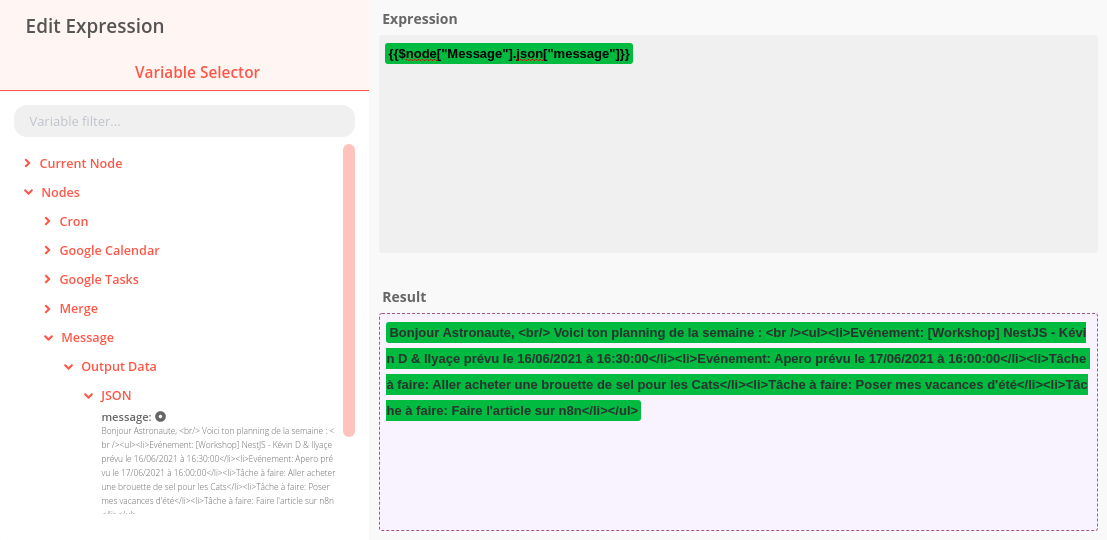 Edit Expression
Variable Selector
Variable filter...
Current Node
Nodes
Cron
Google Calendar
Google Tasks
Merge
Message
Output Data
JSON
message:
Bonjour Astronaute, <br/> Voici ton planning de la semaine : <
br /><ul><li>Evénement: [Workshop] NestJS - Kévin D & Ilyaçe
prévu le 16/06/2021 à 16:30:00</li><li>Evénement: Apero pré
vu le 17/06/2021 à 16:00:00</li><li>Tâche à faire: Aller acheter
une brouette de sel pour les Cats</li><li>Tâche à faire: Poser
mes vacances d'été</li><li>Tâche à faire: Faire l'article sur n8n
Expression
{{$node["Message"].json["message"]}}
Result
Bonjour Astronaute, <br/> Voici ton planning de la semaine : <br /><ul><li>Evénement: [Workshop] NestJS - Kévi
n D & Ilyaçe prévu le 16/06/2021 à 16:30:00</li><li>Evénement: Apero prévu le 17/06/2021 à 16:00:00</li><li>Tâche
à faire: Aller acheter une brouette de sel pour les Cats</li><li>Tâche à faire: Poser mes vacances d'été</li><li>Tâc
he à faire: Faire l'article sur n8n</li></ul>